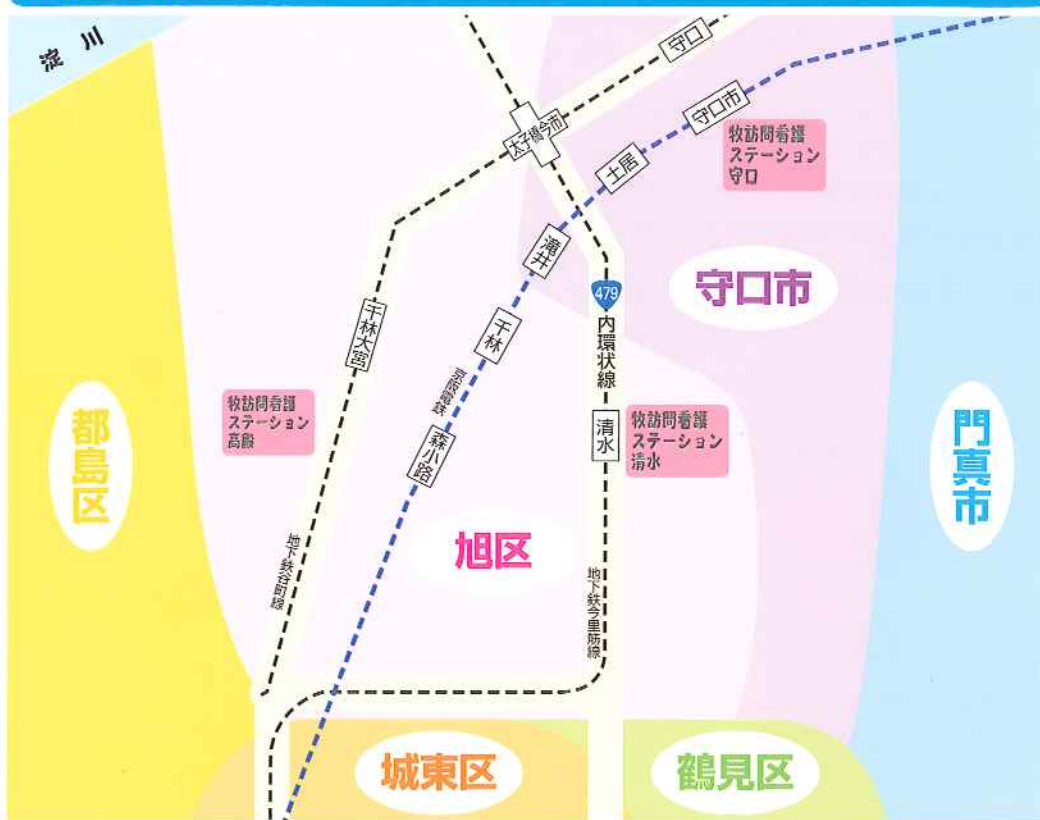 淀川
守口
守口市
太子橋今市
土居
牧訪問看護
ステーション
守口
滝井
守口市
479
内環状線
千林大宮
千林
京阪電鉄
牧訪問看護
ステーション
高殿
森小路
清水
牧訪問看護
ステーション
清水
都島区
門真市
旭区
地下鉄谷町線
地下鉄今里筋線
城東区
鶴見区